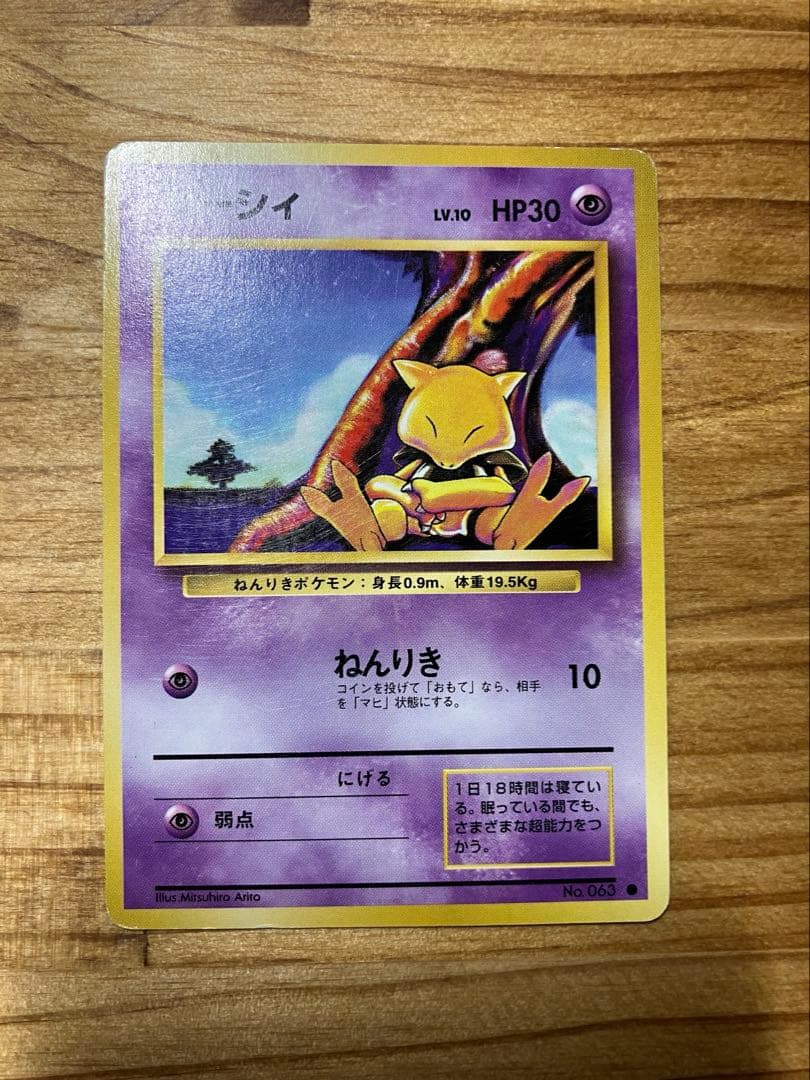 ーシィ
LV.10 HP30
ねんりきポケモン：身長0.9m、体重19.5Kg
ねんりき
コインを投げて「おもて」なら、相手
を「マヒ」状態にする。
10
にげる
弱点
1日18時間は寝てい
る。眠っている間でも、
さまざまな超能力をつ
かう。
Illus.Mitsuhiro Arita
No. 063